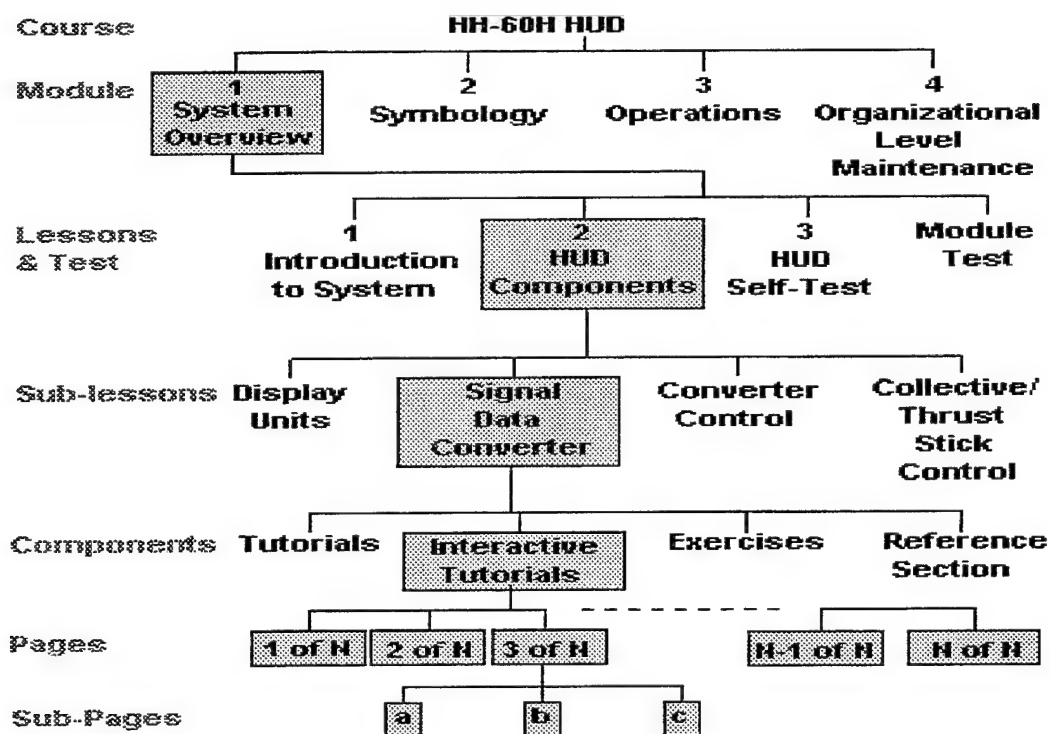 Course
HH-60H HUD
Module
1
System
Overview
2
Symbology
3
Operations
4
Organizational
Level
Maintenance
Lessons
& Test
1
Introduction
to System
2
HUD
Components
3
HUD
Self-Test
Module
Test
Sub-lessons
Display
Units
Signal
Data
Converter
Converter
Control
Collective/
Thrust
Stick
Control
Components
Tutorials
Interactive
Tutorials
Exercises
Reference
Section
Pages
1 of N
2 of N
3 of N
N-1 of N
N of N
Sub-Pages
a
b
c